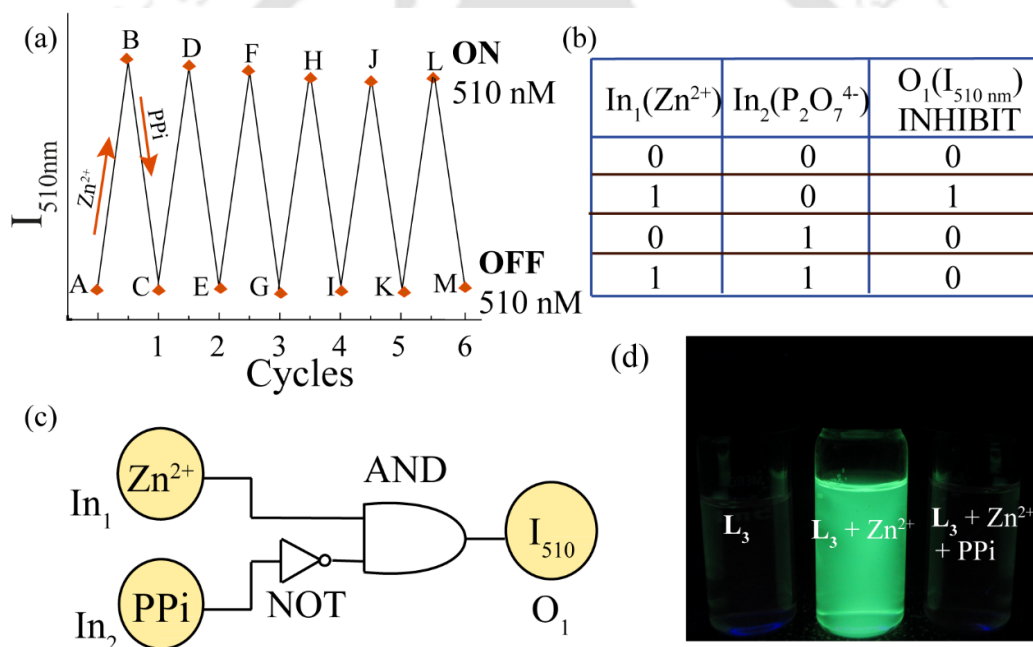 (a)
B D F H J L
ON
510 nM
Zn²⁺
PPi
I₅₁₀ₙₘ
A C E G I K M
OFF
510 nM
1 2 3 4 5 6
Cycles
(b)
In₁(Zn²⁺) In₂(P₂O₇⁴⁻) O₁(I₅₁₀ ₙₘ)
INHIBIT
0 0 0
1 0 1
0 1 0
1 1 0
(c)
Zn²⁺
In₁
AND
I₅₁₀
O₁
PPi
In₂
NOT
(d)
L₃
L₃ + Zn²⁺
L₃ + Zn²⁺
+ PPi